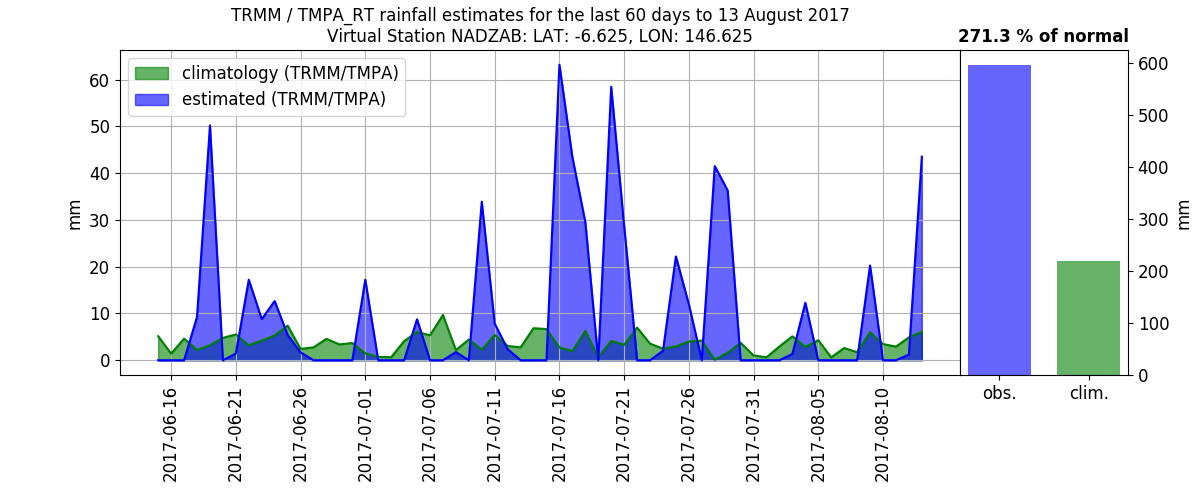 TRMM / TMPA_RT rainfall estimates for the last 60 days to 13 August 2017
Virtual Station NADZAB: LAT: -6.625, LON: 146.625
271.3 % of normal
climatology (TRMM/TMPA)
estimated (TRMM/TMPA)
60
50
40
30
20
10
0
mm
2017-06-16
2017-06-21
2017-06-26
2017-07-01
2017-07-06
2017-07-11
2017-07-16
2017-07-21
2017-07-26
2017-07-31
2017-08-05
2017-08-10
600
500
400
300
200
100
0
mm
obs.
clim.